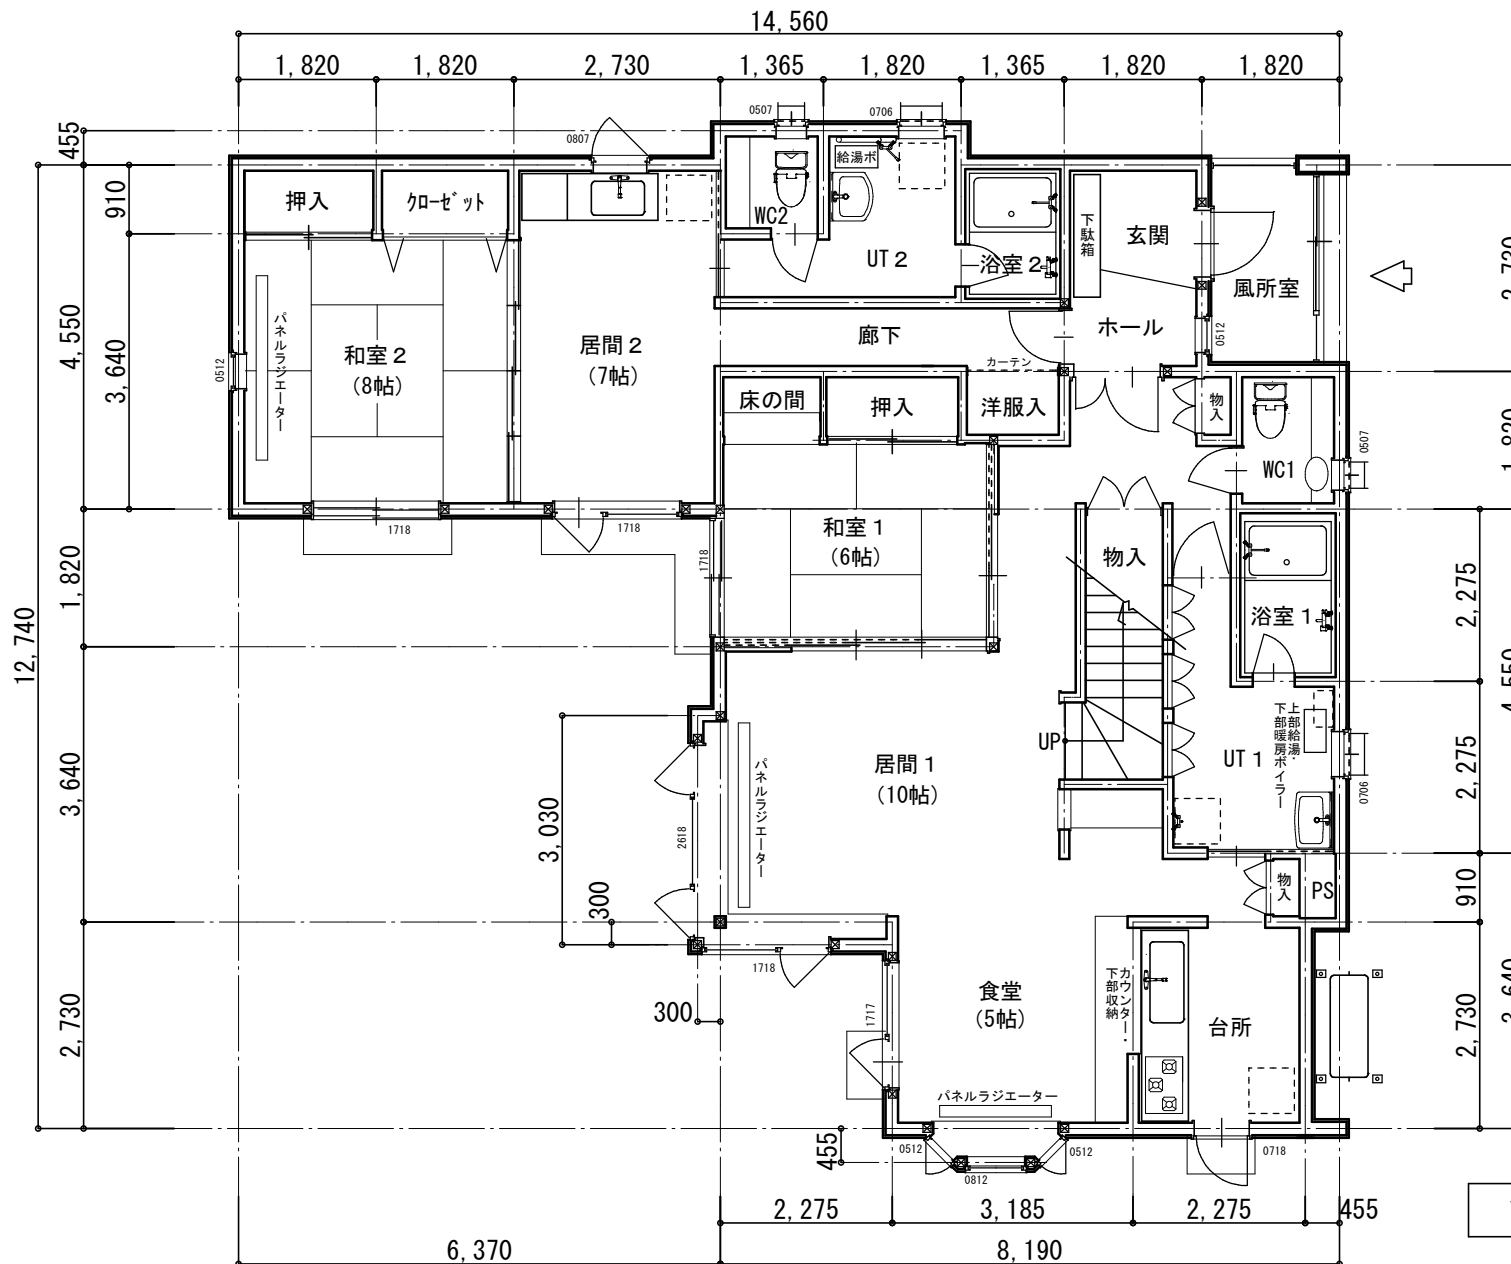 14,560
1,820
1,820
2,730
1,365
1,820
1,365
1,820
1,820
455
910
4,550
3,640
12,740
1,820
3,640
2,730
0807
0507
0706
押入
クローゼット
WC2
給湯ボ
UT2
浴室2
下駄箱
玄関
風所室
ホール
0512
廊下
カーテン
和室2
(8帖)
パネルラジエーター
0512
居間2
(7帖)
床の間
押入
洋服入
物入
WC1
0507
1718
1718
1718
和室1
(6帖)
物入
浴室1
UP
居間1
(10帖)
パネルラジエーター
2618
UT1
上部給湯・
下部暖房ボイラー
0706
物入
PS
3,030
300
300
1718
1717
食堂
(5帖)
カウンター・
下部収納
台所
パネルラジエーター
0512
0812
0512
0718
455
1,820
2,275
4,550
2,275
910
2,730
2,275
3,185
2,275
455
6,370
8,190